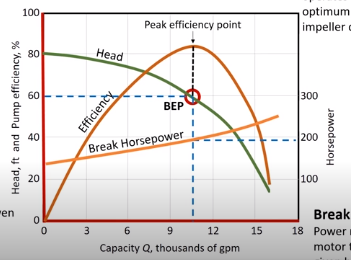 optimum
impeller
Peak efficiency point
100
80
60
40
20
0
Head, ft and Pump efficiency, %
Head
Efficiency
BEP
Break Horsepower
300
200
100
Horsepower
0 3 6 9 12 15 18
Capacity Q, thousands of gpm
ven
Break
Power
motor